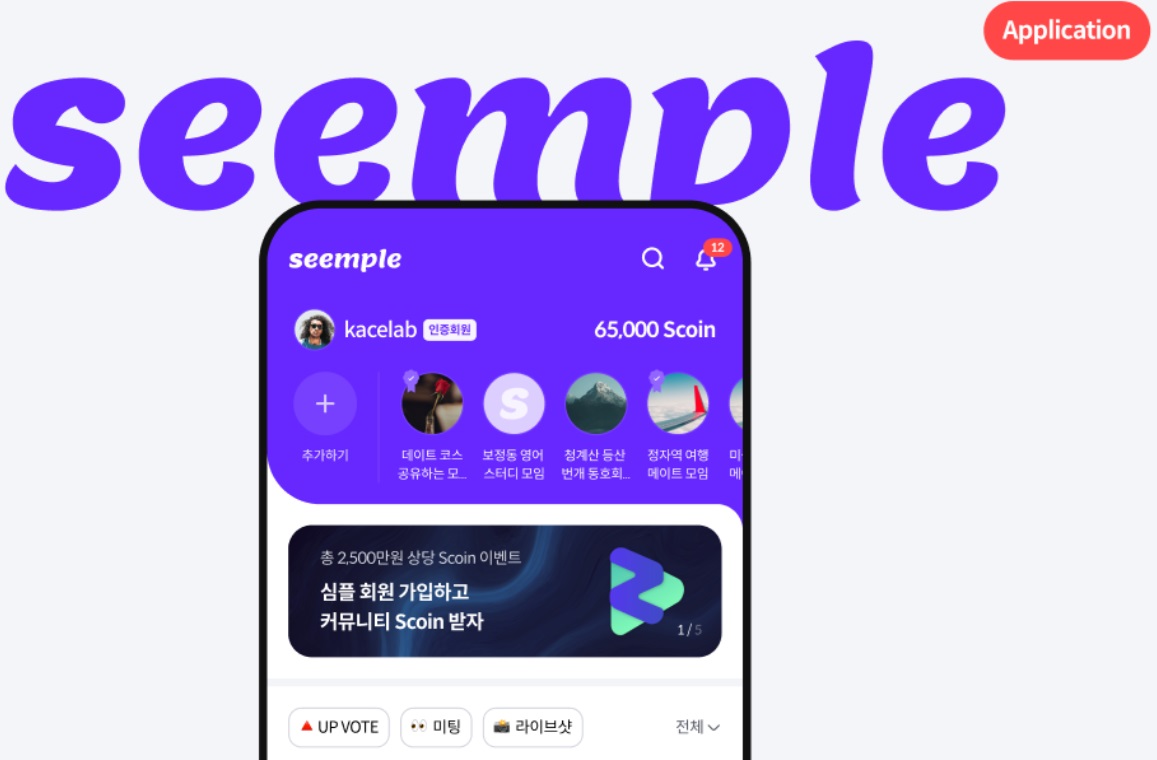 Application
seemple
seemple
12
kacelab 인증회원 65,000 Scoin
추가하기
데이트 코스
공유하는 모...
보정동 영어
스터디 모임
청계산 등산
번개 동호회...
정자역 여행
메이트 모임
미
메
총 2,500만원 상당 Scoin 이벤트
심플 회원 가입하고
커뮤니티 Scoin 받자
1 / 5
UP VOTE 미팅 라이브샷 전체